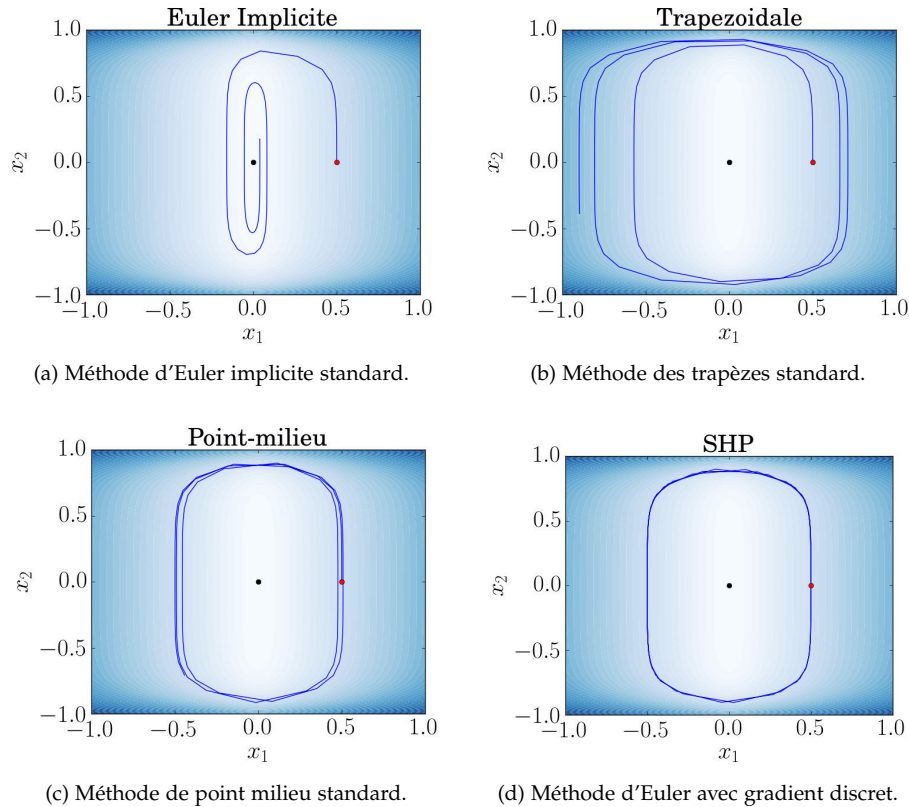 Euler Implicite
1.0
0.5
0.0
−0.5
−1.0
x₂
−1.0 −0.5 0.0 0.5 1.0
x₁
(a) Méthode d'Euler implicite standard.
Trapezoidale
1.0
0.5
0.0
−0.5
−1.0
x₂
−1.0 −0.5 0.0 0.5 1.0
x₁
(b) Méthode des trapèzes standard.
Point-milieu
1.0
0.5
0.0
−0.5
−1.0
x₂
−1.0 −0.5 0.0 0.5 1.0
x₁
(c) Méthode de point milieu standard.
SHP
1.0
0.5
0.0
−0.5
−1.0
x₂
−1.0 −0.5 0.0 0.5 1.0
x₁
(d) Méthode d'Euler avec gradient discret.